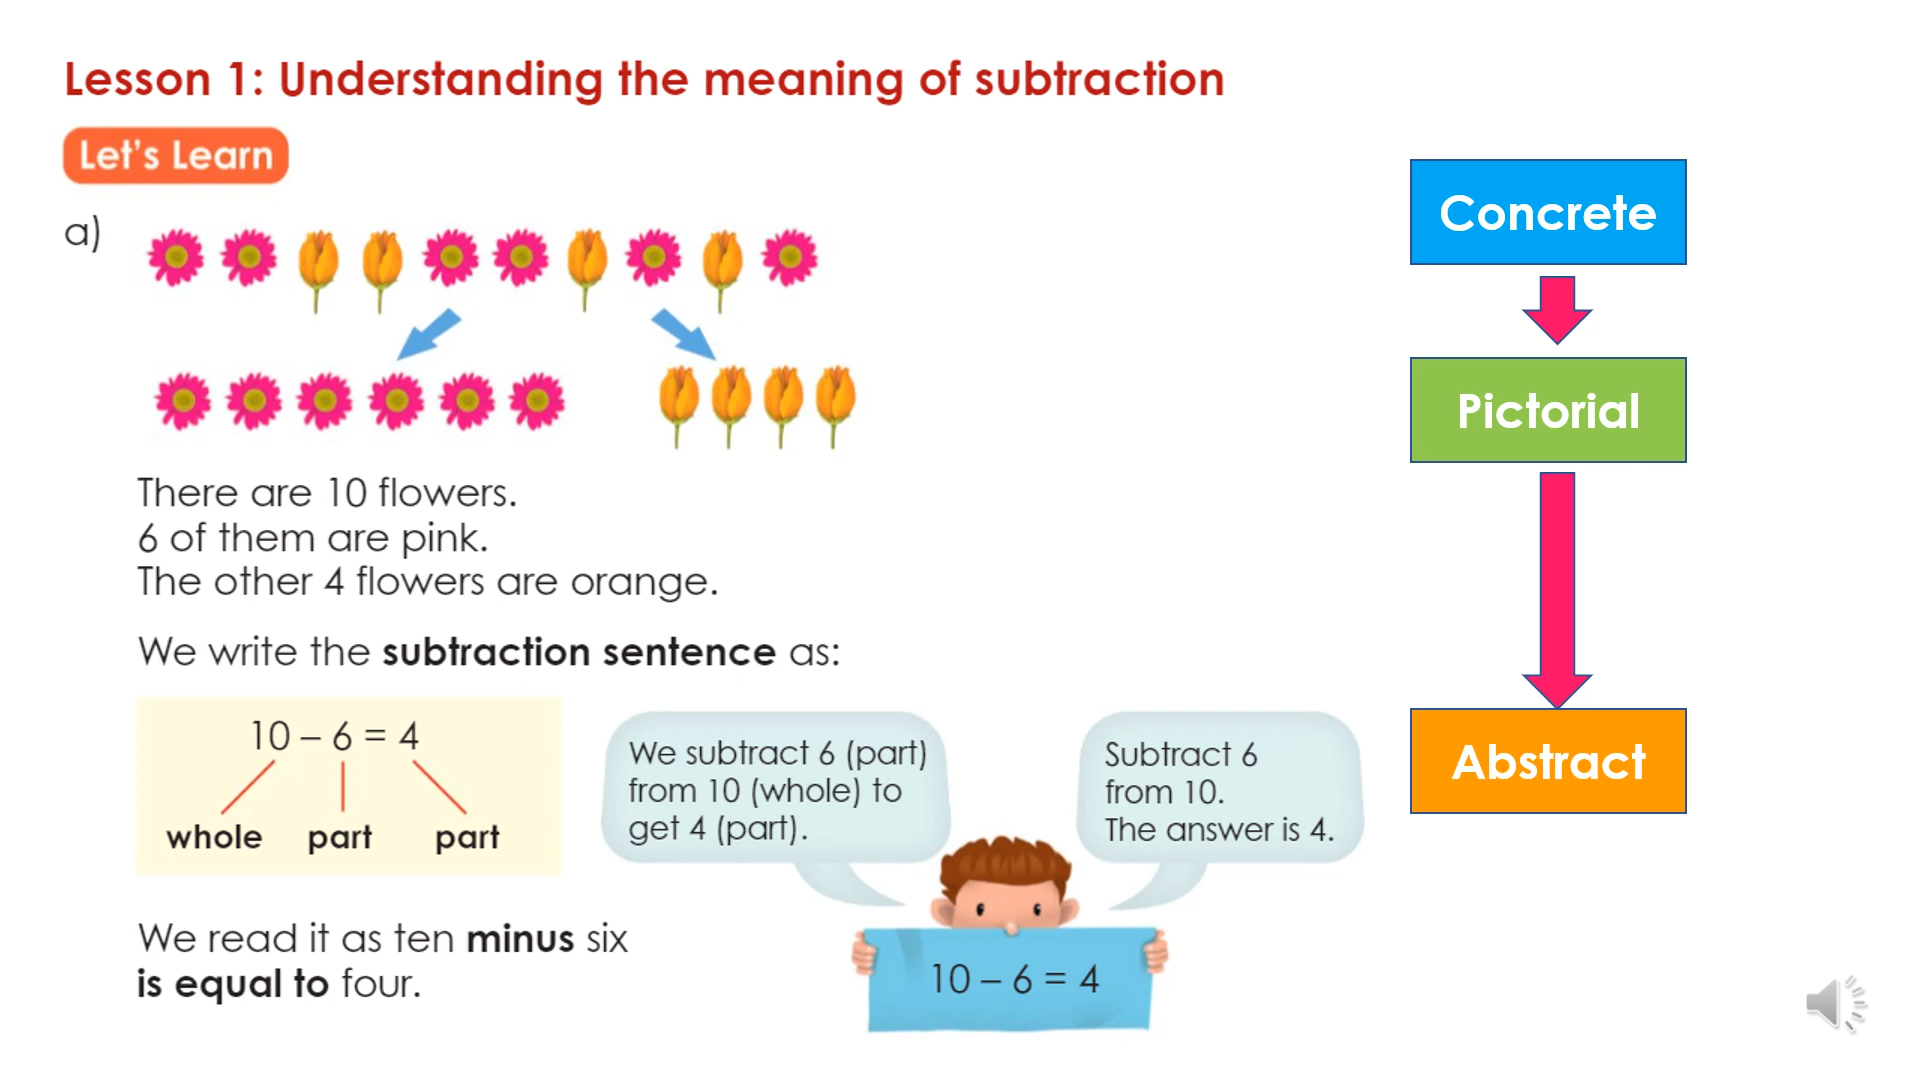 Lesson 1: Understanding the meaning of subtraction
Let's Learn
a)
There are 10 flowers.
6 of them are pink.
The other 4 flowers are orange.
We write the subtraction sentence as:
10 – 6 = 4
whole part part
We subtract 6 (part)
from 10 (whole) to
get 4 (part).
Subtract 6
from 10.
The answer is 4.
10 – 6 = 4
We read it as ten minus six
is equal to four.
Concrete
Pictorial
Abstract